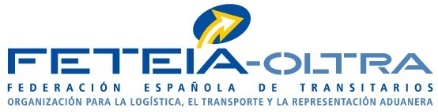 FETEIA-OLTRA
FEDERACIÓN ESPAÑOLA DE TRANSITARIOS
ORGANIZACIÓN PARA LA LOGÍSTICA, EL TRANSPORTE Y LA REPRESENTACIÓN ADUANERA